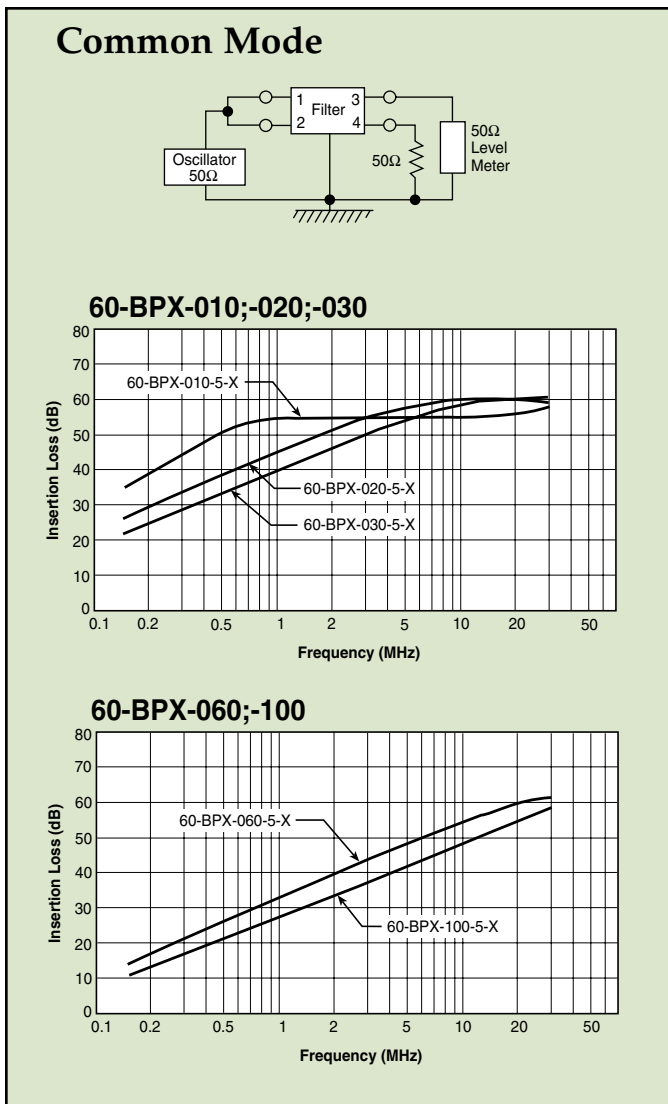 Common Mode
1 Filter 3
2 4
Oscillator
50Ω
50Ω
50Ω
Level
Meter
60-BPX-010;-020;-030
Insertion Loss (dB)
80
70
60
50
40
30
20
10
0
60-BPX-010-5-X
60-BPX-020-5-X
60-BPX-030-5-X
0.1 0.2 0.5 1 2 5 10 20 50
Frequency (MHz)
60-BPX-060;-100
Insertion Loss (dB)
80
70
60
50
40
30
20
10
0
60-BPX-060-5-X
60-BPX-100-5-X
0.1 0.2 0.5 1 2 5 10 20 50
Frequency (MHz)